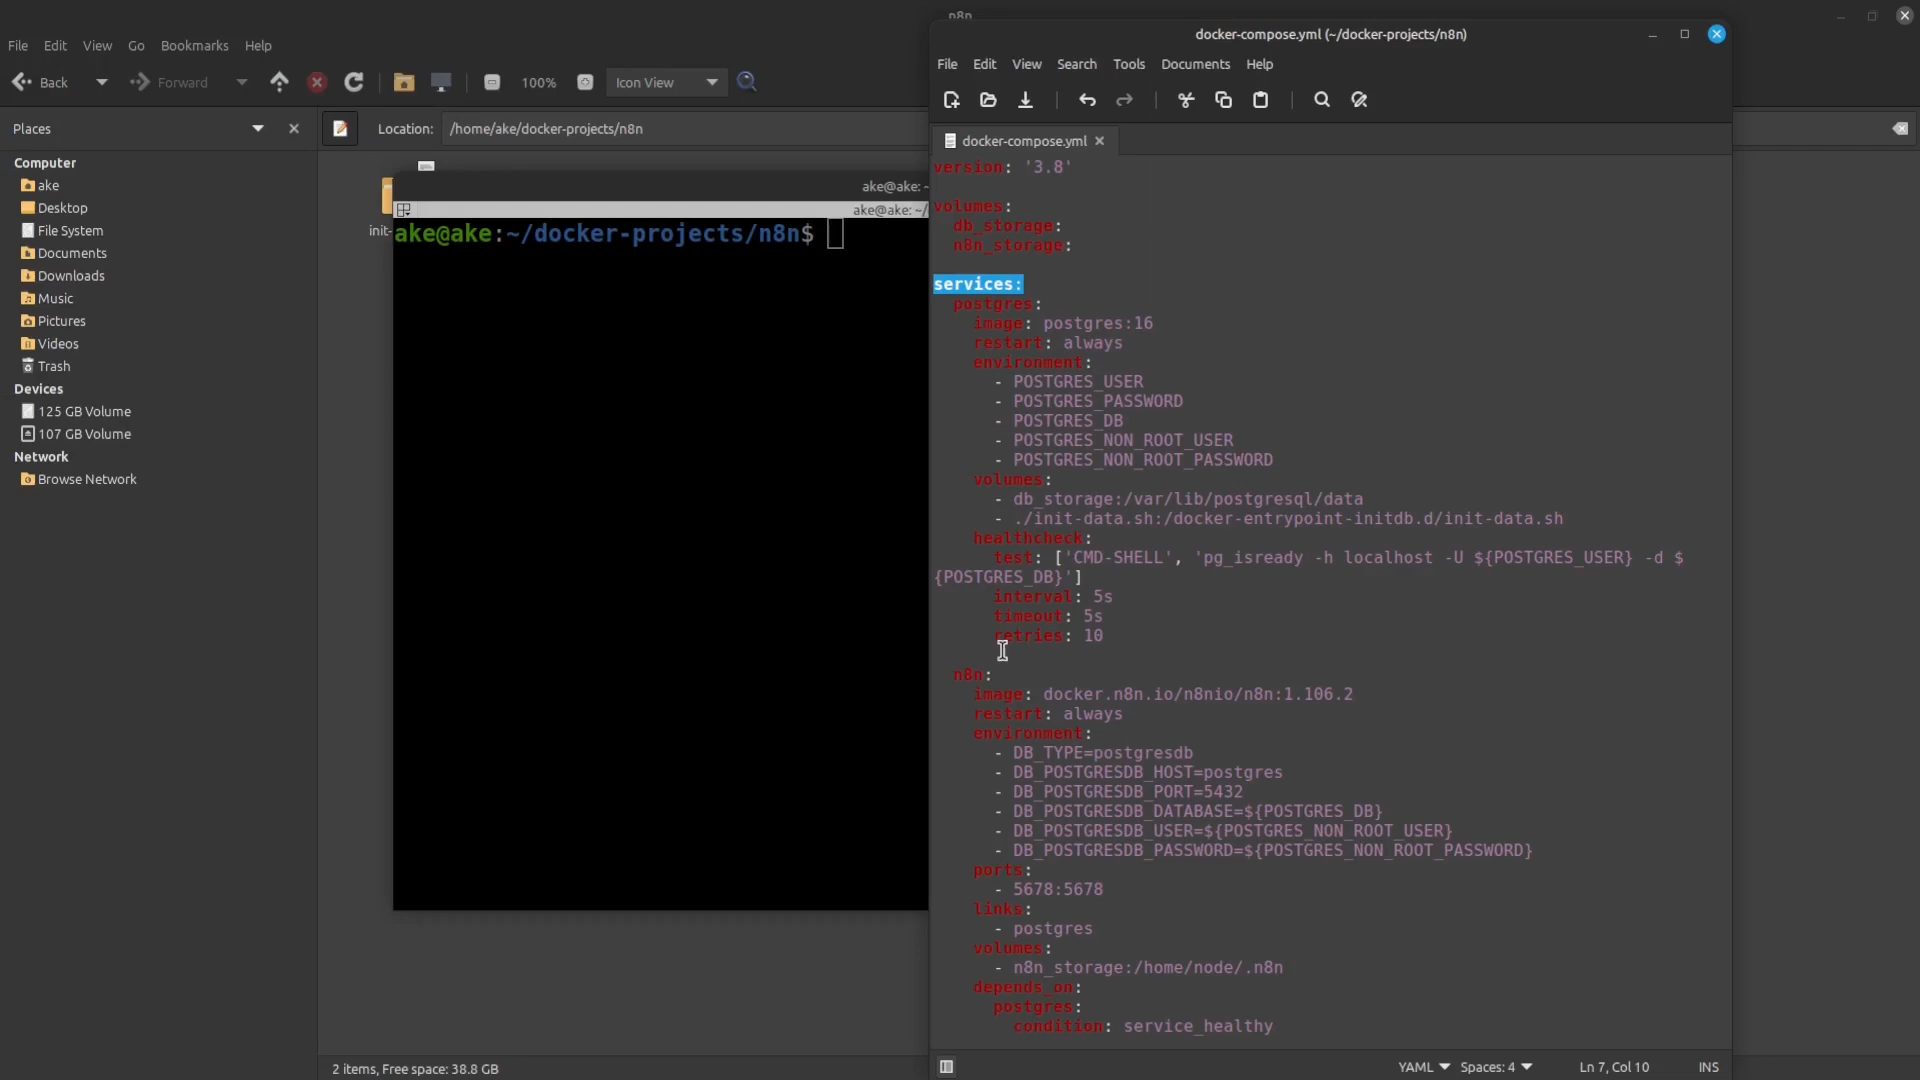 n8n
File Edit View Go Bookmarks Help
Back Forward 100% Icon View
Places
Location: /home/ake/docker-projects/n8n
Computer
ake
Desktop
File System
Documents
Downloads
Music
Pictures
Videos
Trash
Devices
125 GB Volume
107 GB Volume
Network
Browse Network
init-
2 items, Free space: 38.8 GB
ake@ake: ~
ake@ake: ~/
ake@ake:~/docker-projects/n8n$
docker-compose.yml (~/docker-projects/n8n)
File Edit View Search Tools Documents Help
docker-compose.yml
version: '3.8'
volumes:
  db_storage:
  n8n_storage:
services:
  postgres:
    image: postgres:16
    restart: always
    environment:
      - POSTGRES_USER
      - POSTGRES_PASSWORD
      - POSTGRES_DB
      - POSTGRES_NON_ROOT_USER
      - POSTGRES_NON_ROOT_PASSWORD
    volumes:
      - db_storage:/var/lib/postgresql/data
      - ./init-data.sh:/docker-entrypoint-initdb.d/init-data.sh
    healthcheck:
      test: ['CMD-SHELL', 'pg_isready -h localhost -U ${POSTGRES_USER} -d $
{POSTGRES_DB}']
      interval: 5s
      timeout: 5s
      retries: 10
  n8n:
    image: docker.n8n.io/n8nio/n8n:1.106.2
    restart: always
    environment:
      - DB_TYPE=postgresdb
      - DB_POSTGRESDB_HOST=postgres
      - DB_POSTGRESDB_PORT=5432
      - DB_POSTGRESDB_DATABASE=${POSTGRES_DB}
      - DB_POSTGRESDB_USER=${POSTGRES_NON_ROOT_USER}
      - DB_POSTGRESDB_PASSWORD=${POSTGRES_NON_ROOT_PASSWORD}
    ports:
      - 5678:5678
    links:
      - postgres
    volumes:
      - n8n_storage:/home/node/.n8n
    depends_on:
      postgres:
        condition: service_healthy
YAML Spaces: 4 Ln 7, Col 10 INS